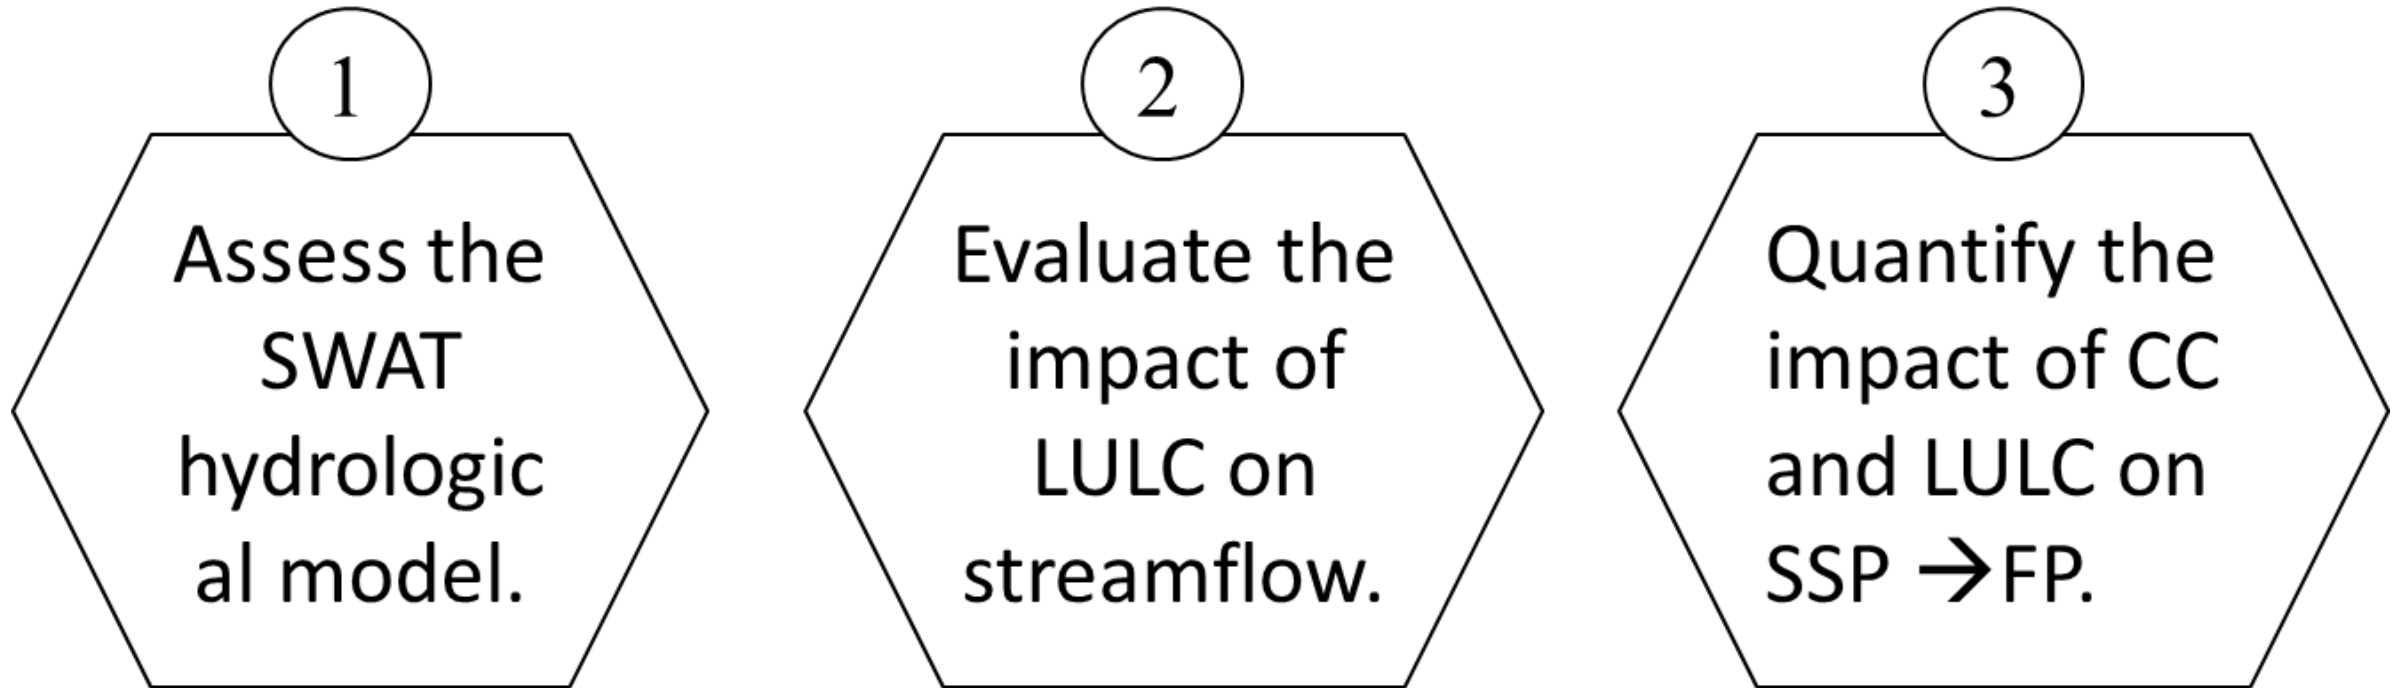 1
Assess the
SWAT
hydrologic
al model.
2
Evaluate the
impact of
LULC on
streamflow.
3
Quantify the
impact of CC
and LULC on
SSP →FP.